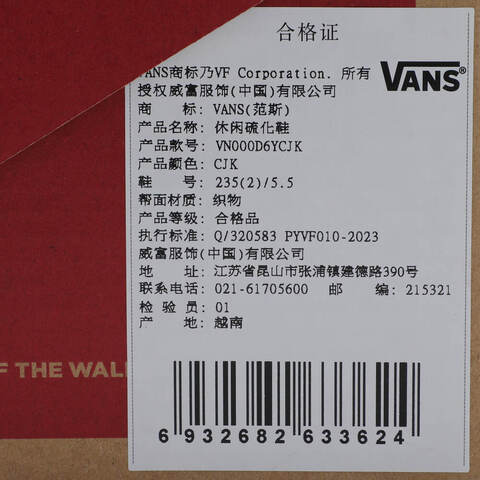 合格证
VANS商标乃VF Corporation. 所有
VANS®
授权威富服饰(中国)有限公司
商 标: VANS(范斯)
产品名称: 休闲硫化鞋
产品款号: VN000D6YCJK
产品颜色: CJK
鞋 号: 235(2)/5.5
帮面材质: 织物
产品等级: 合格品
执行标准: Q/320583 PYVF010-2023
威富服饰(中国)有限公司
地 址: 江苏省昆山市张浦镇建德路390号
联系电话: 021-61705600 邮 编: 215321
检 验 员: 01
产 地: 越南
F THE WALL
6 932682 633624